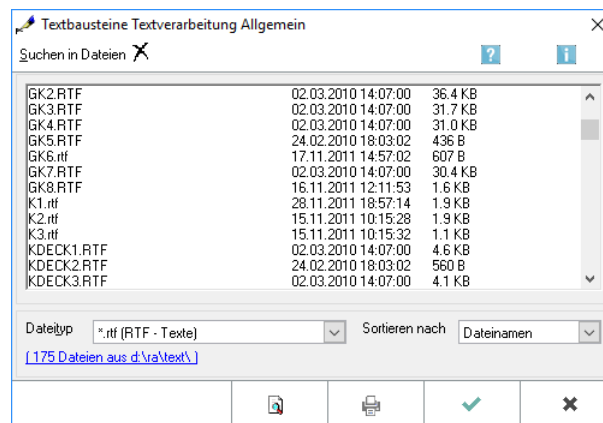 Textbausteine Textverarbeitung Allgemein
Suchen in Dateien
GK2.RTF 02.03.2010 14:07:00 36.4 KB
GK3.RTF 02.03.2010 14:07:00 31.7 KB
GK4.RTF 02.03.2010 14:07:00 31.0 KB
GK5.RTF 24.02.2010 18:03:02 436 B
GK6.rtf 17.11.2011 14:57:02 607 B
GK7.RTF 02.03.2010 14:07:00 30.4 KB
GK8.RTF 16.11.2011 12:11:53 1.6 KB
K1.rtf 28.11.2011 18:57:14 1.9 KB
K2.rtf 15.11.2011 10:15:28 1.9 KB
K3.rtf 15.11.2011 10:15:32 1.1 KB
KDECK1.RTF 02.03.2010 14:07:00 4.6 KB
KDECK2.RTF 24.02.2010 18:03:02 560 B
KDECK3.RTF 02.03.2010 14:07:00 4.1 KB
Dateityp *.rtf (RTF - Texte) Sortieren nach Dateinamen
( 175 Dateien aus d:\ra\text\ )